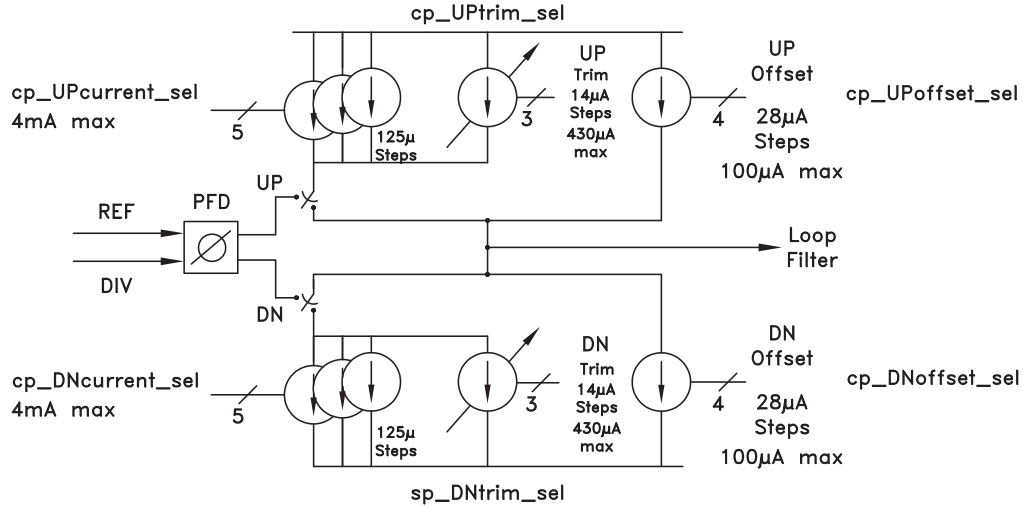 cp_UPtrim_sel
cp_UPcurrent_sel
4mA max
5
125µ
Steps
3
UP
Trim
14µA
Steps
430µA
max
4
UP
Offset
28µA
Steps
100µA max
cp_UPoffset_sel
UP
PFD
REF
DIV
DN
Loop
Filter
cp_DNcurrent_sel
4mA max
5
125µ
Steps
3
DN
Trim
14µA
Steps
430µA
max
4
DN
Offset
28µA
Steps
100µA max
cp_DNoffset_sel
sp_DNtrim_sel